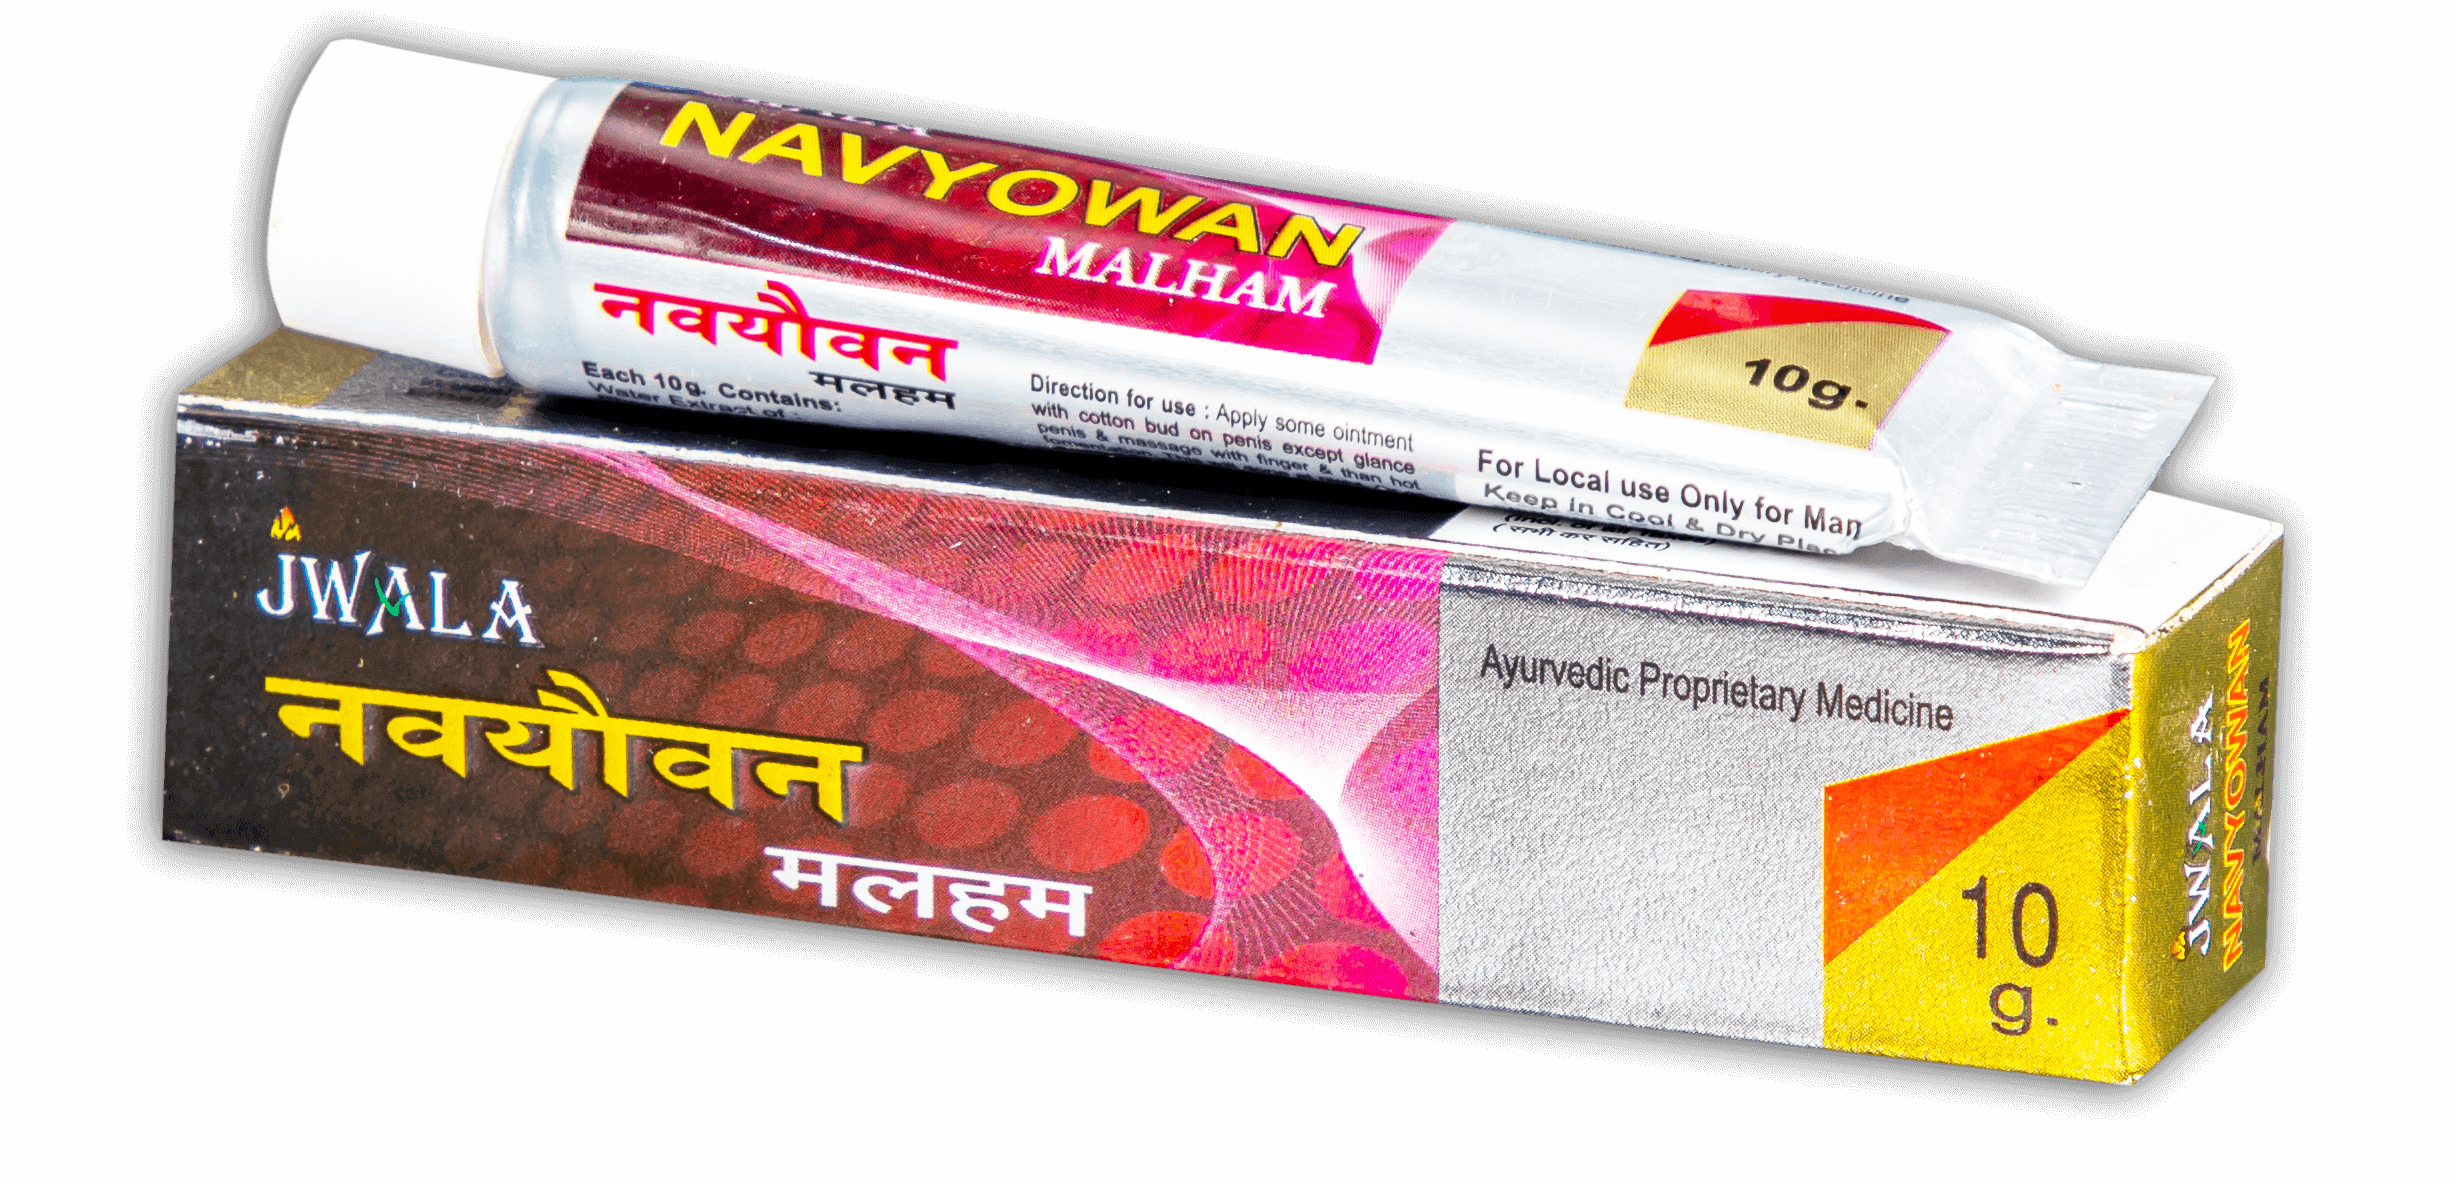 NAVYOWAN
MALHAM
नवयौवन
मलहम
Each 10g. Contains:
Water Extract of :
Direction for use : Apply some ointment
with cotton bud on penis except glance
penis & massage with finger & than hot
fomentation
For Local use Only for Man
Keep in Cool & Dry Plac
10g.
Medicine
(सभी कर सहित)
JWALA
नवयौवन
मलहम
Ayurvedic Proprietary Medicine
10
g.
JWALA
NAVYOWAN
MALHAM